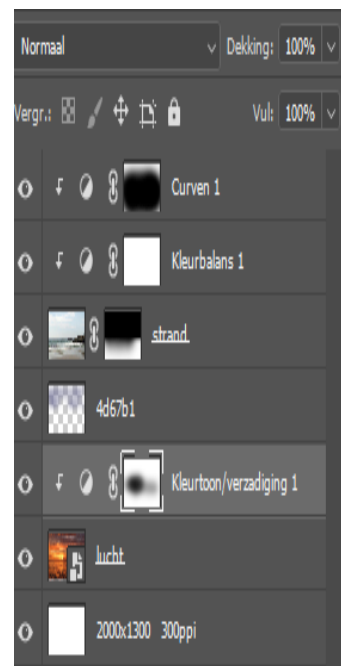 Normaal Dekking: 100%
Vergr.: Vul: 100%
Curven 1
Kleurbalans 1
strand
4d67b1
Kleurtoon/verzadiging 1
lucht
2000x1300 300ppi